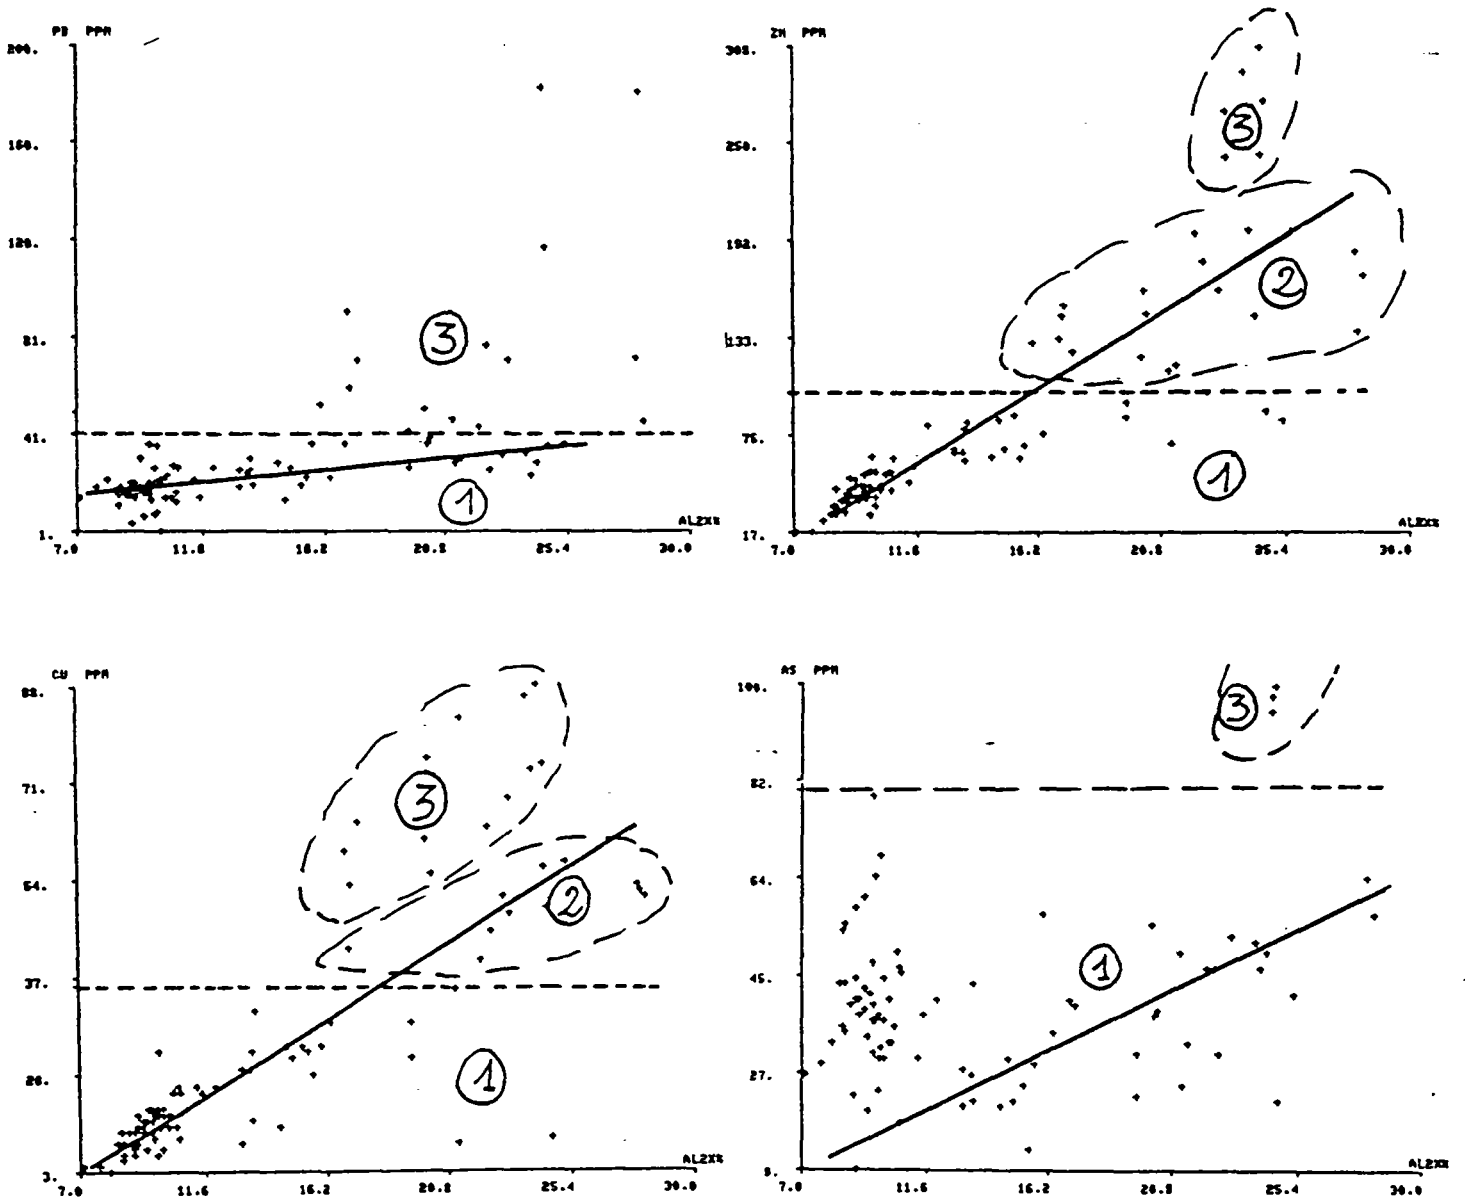 PB PPM
200.
160.
120.
81.
3
41.
1
1.
AL2X%
7.0 11.6 16.2 20.8 25.4 30.0
ZN PPM
308.
250.
3
192.
2
133.
75.
1
17.
AL2X%
7.0 11.6 16.2 20.8 25.4 30.0
CU PPM
88.
71.
3
54.
2
37.
20.
1
3.
AL2X%
7.0 11.6 16.2 20.8 25.4 30.0
AS PPM
100.
3
82.
64.
1
45.
27.
9.
AL2X%
7.0 11.6 16.2 20.8 25.4 30.0